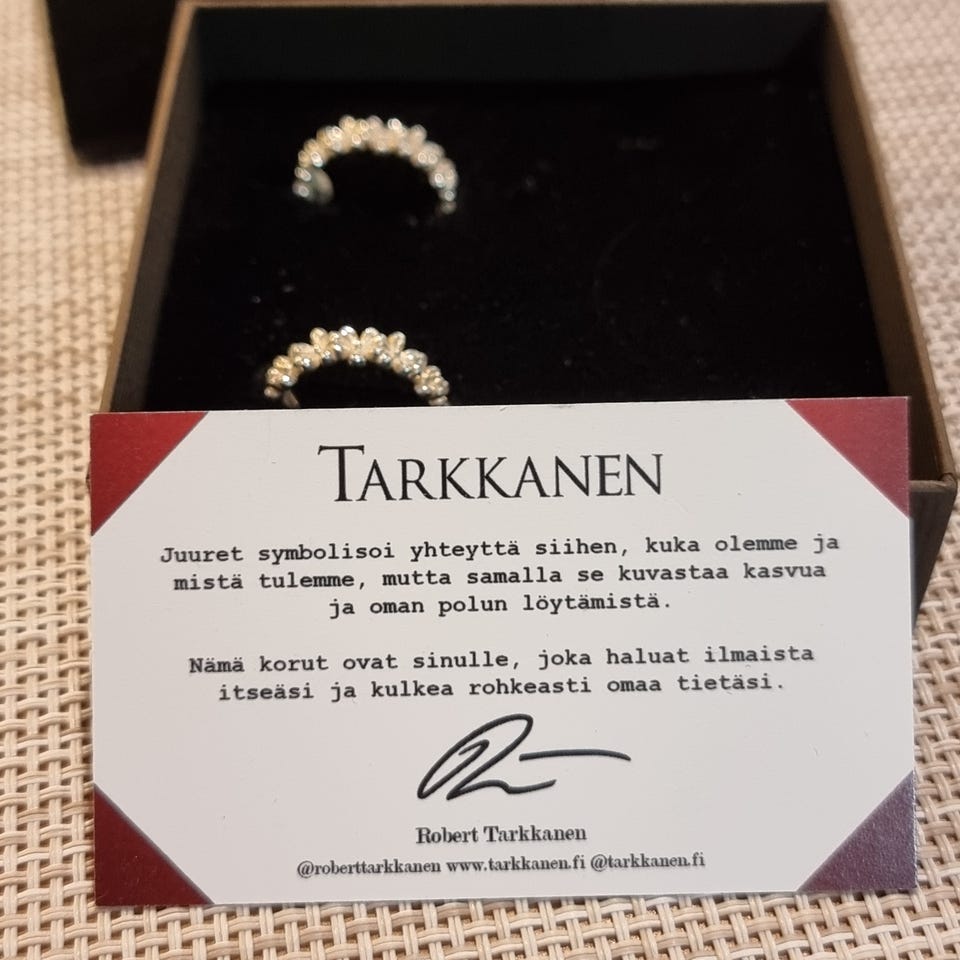 TARKKANEN
Juuret symbolisoi yhteyttä siihen, kuka olemme ja
mistä tulemme, mutta samalla se kuvastaa kasvua
ja oman polun löytämistä.
Nämä korut ovat sinulle, joka haluat ilmaista
itseäsi ja kulkea rohkeasti omaa tietäsi.
Robert Tarkkanen
@roberttarkkanen www.tarkkanen.fi @tarkkanen.fi